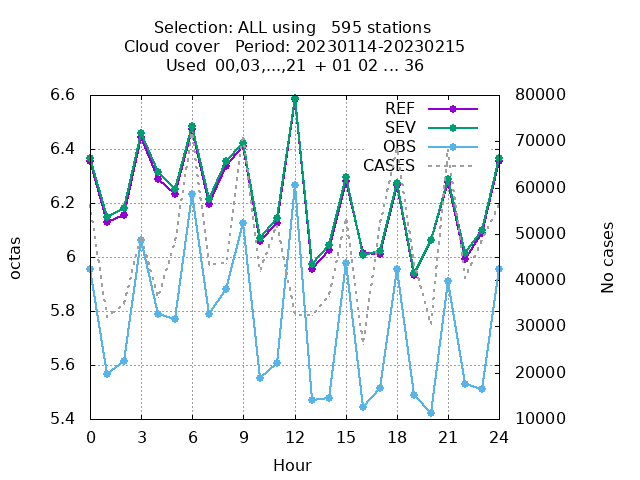 Selection: ALL using   595 stations
Cloud cover   Period: 20230114-20230215
Used  00,03,...,21  + 01 02 ... 36
6.6
6.4
6.2
6
5.8
5.6
5.4
80000
70000
60000
50000
40000
30000
20000
10000
REF
SEV
OBS
CASES
octas
No cases
0 3 6 9 12 15 18 21 24
Hour